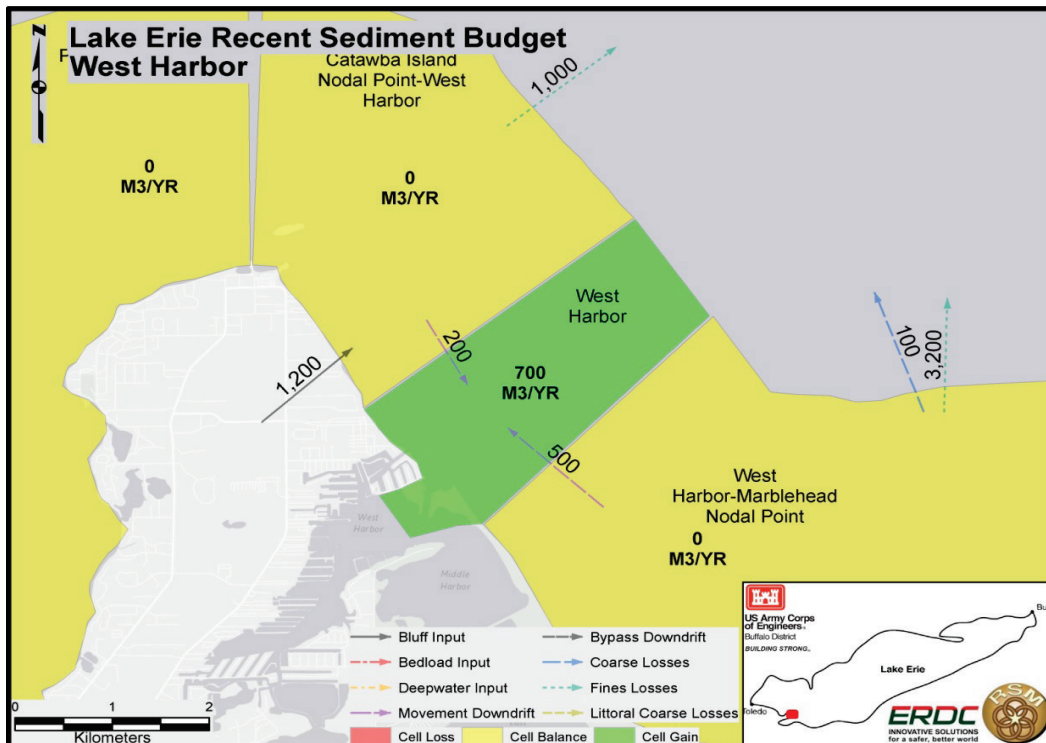 Lake Erie Recent Sediment Budget
West Harbor
Catawba Island
Nodal Point-West
Harbor
1,000
0
M3/YR
0
M3/YR
West
Harbor
200
1,200
700
M3/YR
500
100
3,200
West
Harbor-Marblehead
Nodal Point
0
M3/YR
West
Harbor
Middle
Harbor
Bluff Input
Bedload Input
Deepwater Input
Movement Downdrift
Bypass Downdrift
Coarse Losses
Fines Losses
Littoral Coarse Losses
Cell Loss
Cell Balance
Cell Gain
0
1
2
Kilometers
US Army Corps
of Engineers®
Buffalo District
BUILDING STRONG®
Lake Erie
Toledo
Bu
ERDC
INNOVATIVE SOLUTIONS
for a safer, better world
RSM